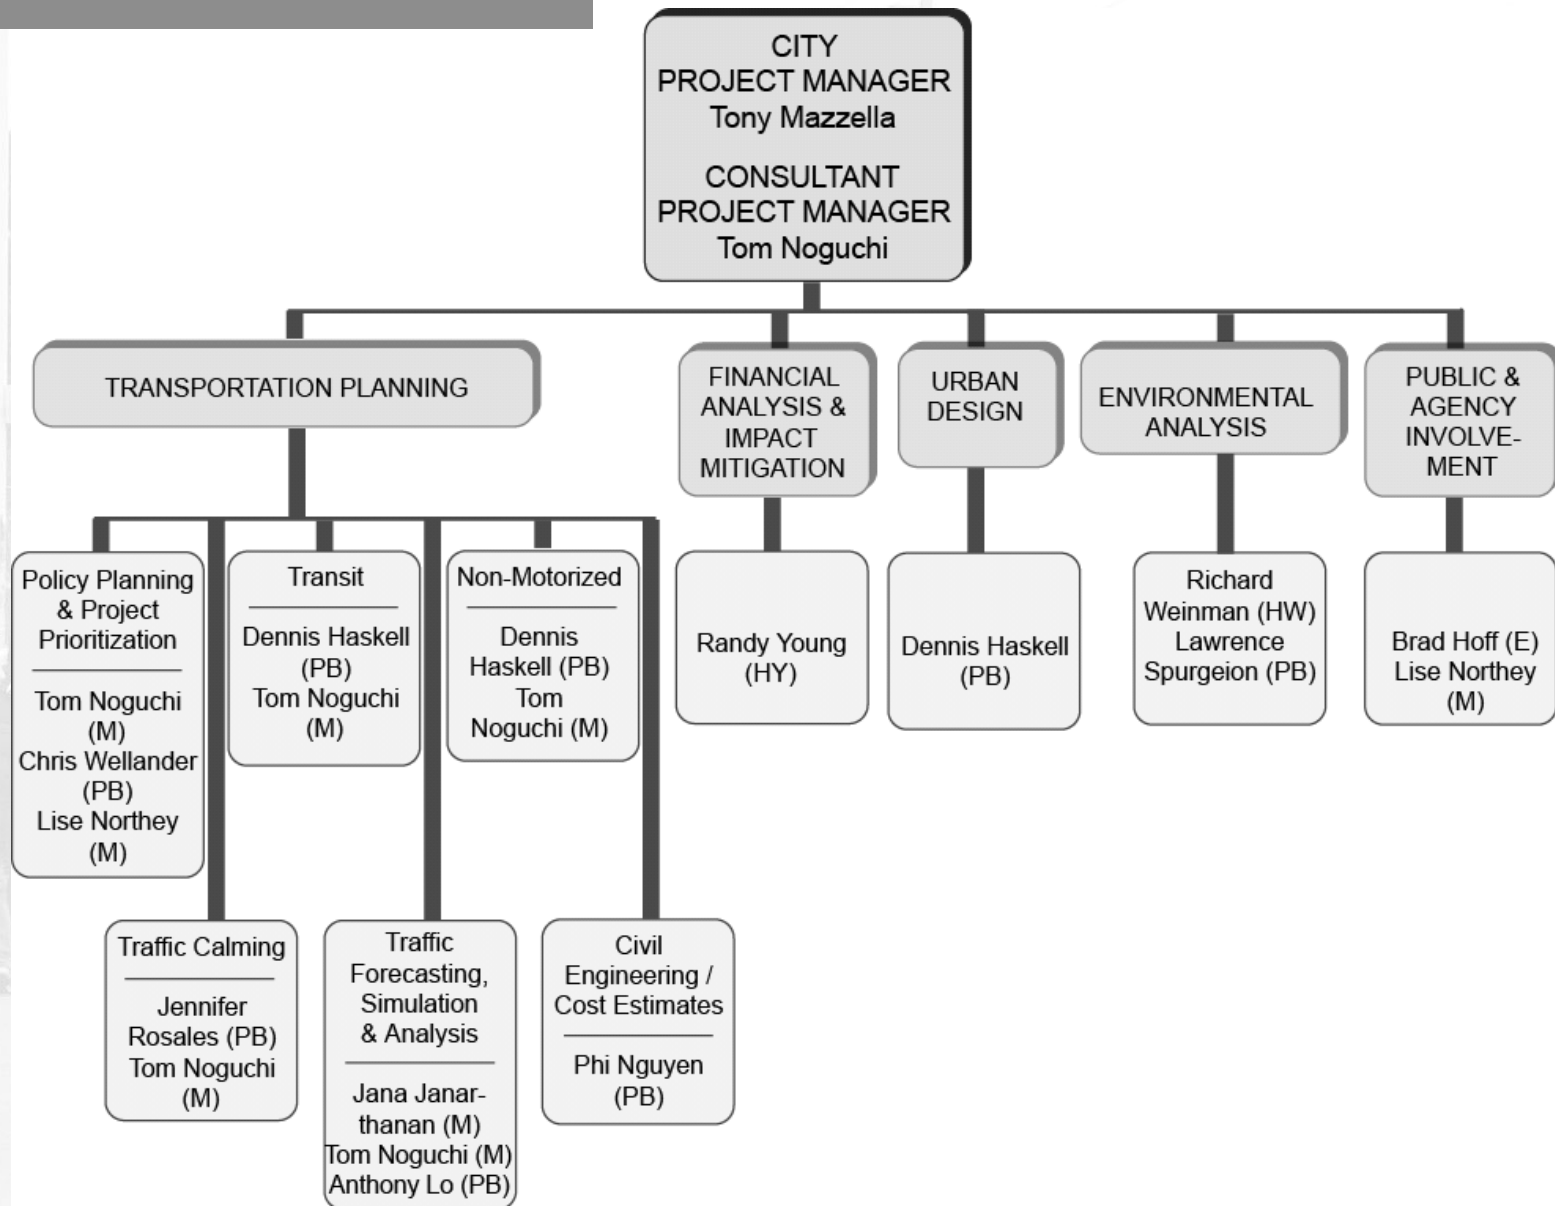 CITY
PROJECT MANAGER
Tony Mazzella
CONSULTANT
PROJECT MANAGER
Tom Noguchi
TRANSPORTATION PLANNING
FINANCIAL
ANALYSIS &
IMPACT
MITIGATION
URBAN
DESIGN
ENVIRONMENTAL
ANALYSIS
PUBLIC &
AGENCY
INVOLVE-
MENT
Policy Planning
& Project
Prioritization
Tom Noguchi
(M)
Chris Wellander
(PB)
Lise Northey
(M)
Transit
Dennis Haskell
(PB)
Tom Noguchi
(M)
Non-Motorized
Dennis
Haskell (PB)
Tom
Noguchi (M)
Randy Young
(HY)
Dennis Haskell
(PB)
Richard
Weinman (HW)
Lawrence
Spurgeion (PB)
Brad Hoff (E)
Lise Northey
(M)
Traffic Calming
Jennifer
Rosales (PB)
Tom Noguchi
(M)
Traffic
Forecasting,
Simulation
& Analysis
Jana Janar-
thanan (M)
Tom Noguchi (M)
Anthony Lo (PB)
Civil
Engineering /
Cost Estimates
Phi Nguyen
(PB)